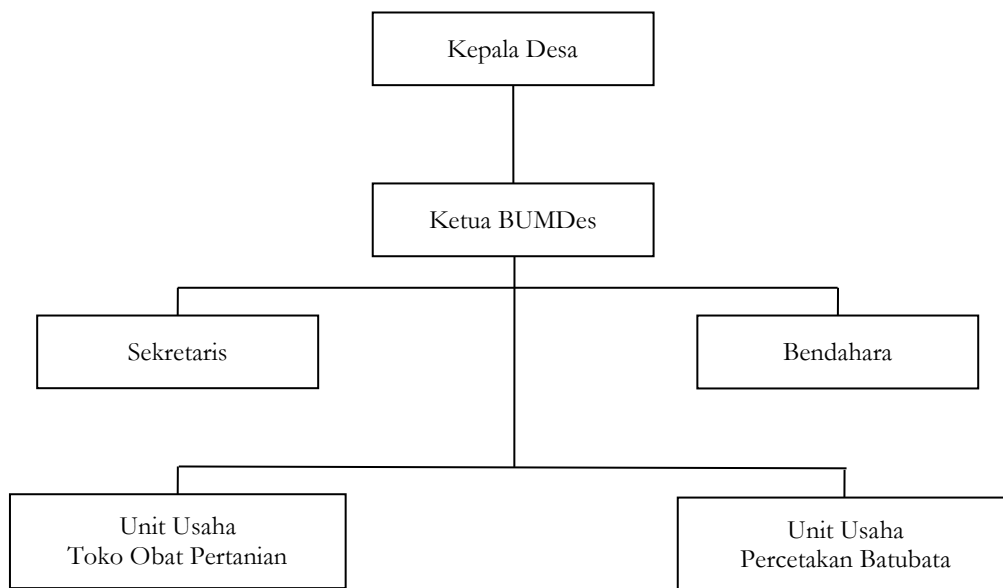 Kepala Desa
Ketua BUMDes
Sekretaris
Bendahara
Unit Usaha
Toko Obat Pertanian
Unit Usaha
Percetakan Batubata